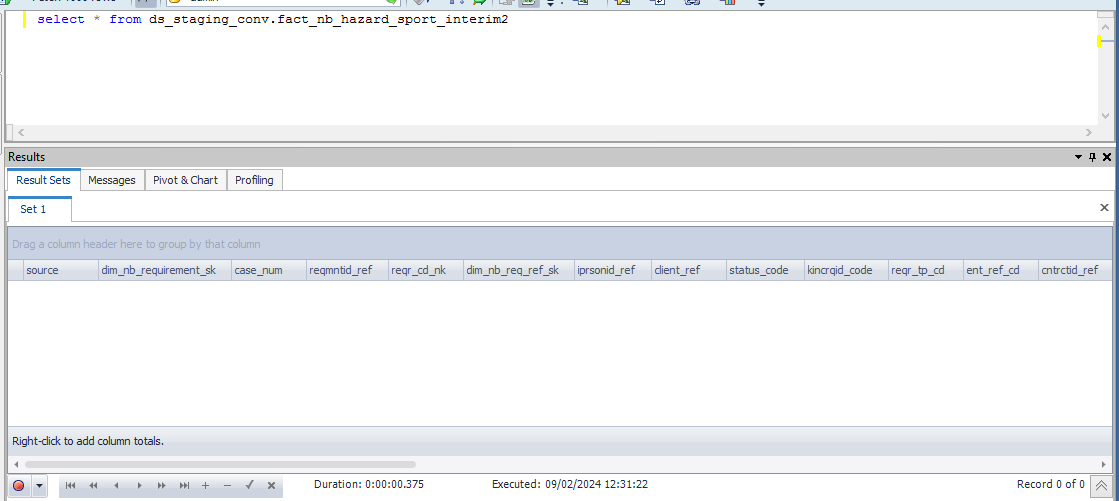 select * from ds_staging_conv.fact_nb_hazard_sport_interim2
Results
Result Sets Messages Pivot & Chart Profiling
Set 1
Drag a column header here to group by that column
source dim_nb_requirement_sk case_num reqmntid_ref reqr_cd_nk dim_nb_req_ref_sk iprsonid_ref client_ref status_code kincrqid_code reqr_tp_cd ent_ref_cd cntrctid_ref
Right-click to add column totals.
Duration: 0:00:00.375 Executed: 09/02/2024 12:31:22 Record 0 of 0